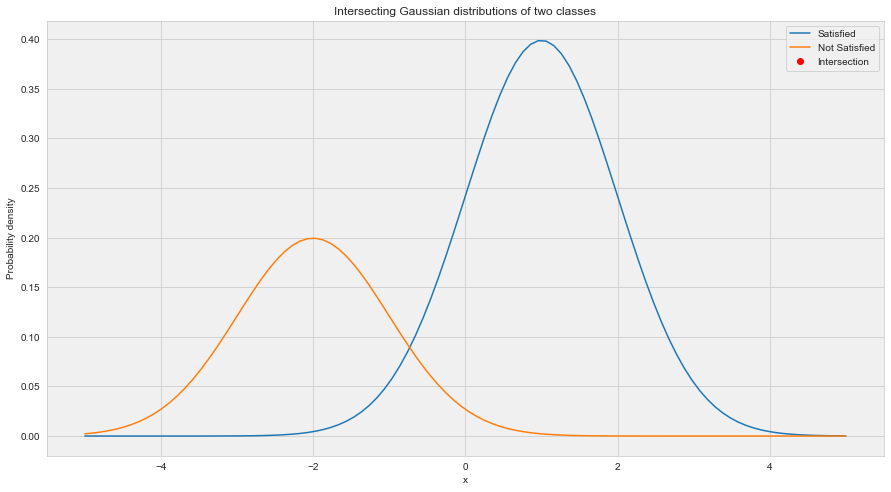 Intersecting Gaussian distributions of two classes
Satisfied
Not Satisfied
Intersection
Probability density
0.40
0.35
0.30
0.25
0.20
0.15
0.10
0.05
0.00
−4
−2
0
2
4
x